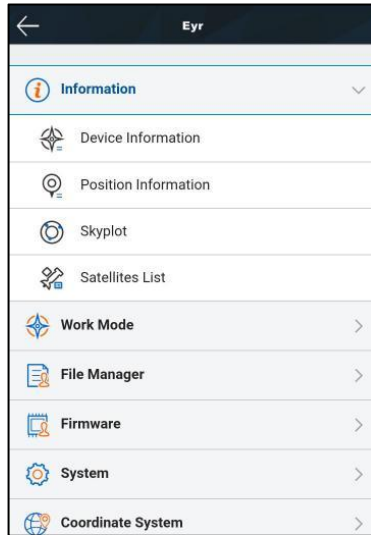 Eyr
Information
Device Information
Position Information
Skyplot
Satellites List
Work Mode
File Manager
Firmware
System
Coordinate System